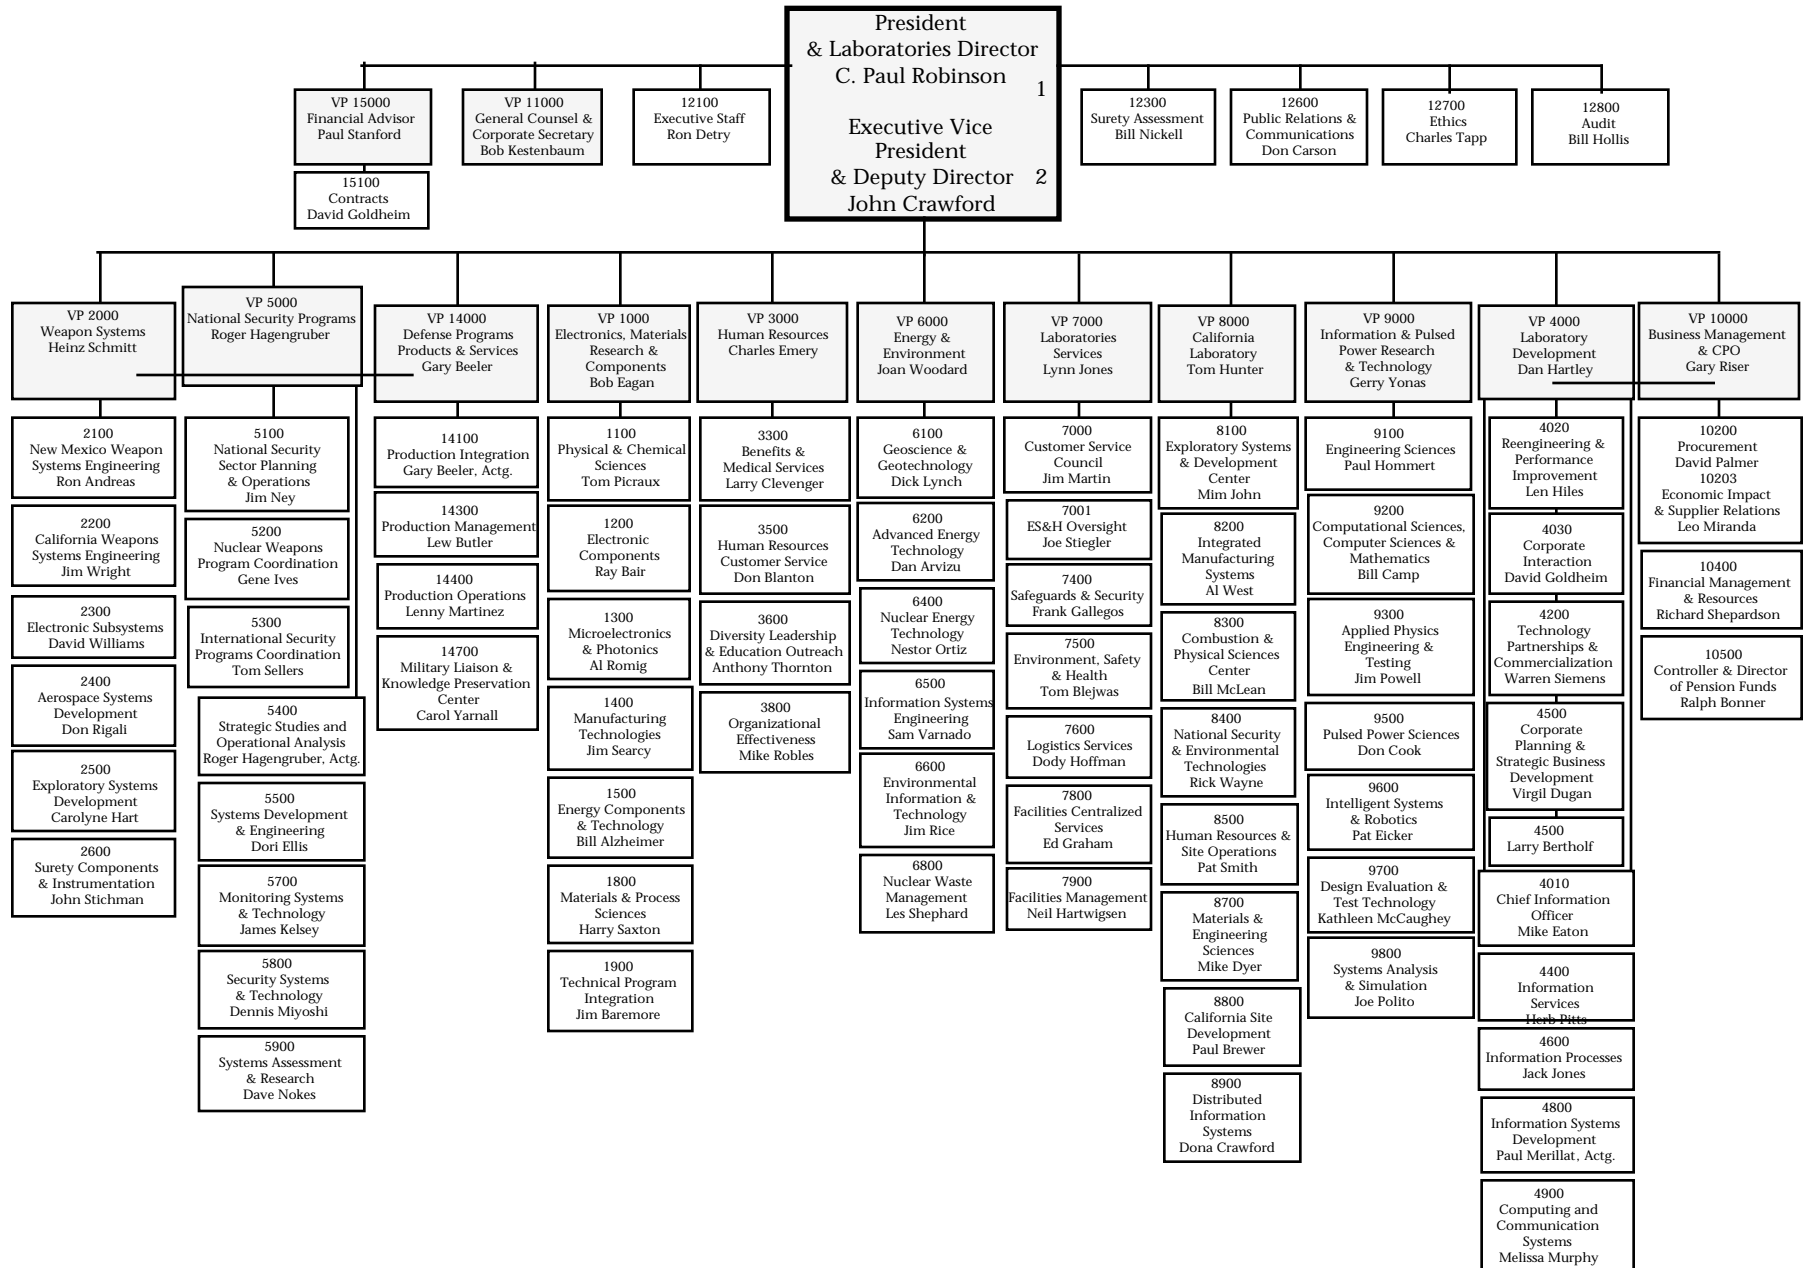 President
& Laboratories Director
C. Paul Robinson
1
Executive Vice
President
& Deputy Director 2
John Crawford
VP 15000
Financial Advisor
Paul Stanford
15100
Contracts
David Goldheim
VP 11000
General Counsel &
Corporate Secretary
Bob Kestenbaum
12100
Executive Staff
Ron Detry
12300
Surety Assessment
Bill Nickell
12600
Public Relations &
Communications
Don Carson
12700
Ethics
Charles Tapp
12800
Audit
Bill Hollis
VP 2000
Weapon Systems
Heinz Schmitt
2100
New Mexico Weapon
Systems Engineering
Ron Andreas
2200
California Weapons
Systems Engineering
Jim Wright
2300
Electronic Subsystems
David Williams
2400
Aerospace Systems
Development
Don Rigali
2500
Exploratory Systems
Development
Carolyne Hart
2600
Surety Components
& Instrumentation
John Stichman
VP 5000
National Security Programs
Roger Hagengruber
5100
National Security
Sector Planning
& Operations
Jim Ney
5200
Nuclear Weapons
Program Coordination
Gene Ives
5300
International Security
Programs Coordination
Tom Sellers
5400
Strategic Studies and
Operational Analysis
Roger Hagengruber, Actg.
5500
Systems Development
& Engineering
Dori Ellis
5700
Monitoring Systems
& Technology
James Kelsey
5800
Security Systems
& Technology
Dennis Miyoshi
5900
Systems Assessment
& Research
Dave Nokes
VP 14000
Defense Programs
Products & Services
Gary Beeler
14100
Production Integration
Gary Beeler, Actg.
14300
Production Management
Lew Butler
14400
Production Operations
Lenny Martinez
14700
Military Liaison &
Knowledge Preservation
Center
Carol Yarnall
VP 1000
Electronics, Materials
Research &
Components
Bob Eagan
1100
Physical & Chemical
Sciences
Tom Picraux
1200
Electronic
Components
Ray Bair
1300
Microelectronics
& Photonics
Al Romig
1400
Manufacturing
Technologies
Jim Searcy
1500
Energy Components
& Technology
Bill Alzheimer
1800
Materials & Process
Sciences
Harry Saxton
1900
Technical Program
Integration
Jim Baremore
VP 3000
Human Resources
Charles Emery
3300
Benefits &
Medical Services
Larry Clevenger
3500
Human Resources
Customer Service
Don Blanton
3600
Diversity Leadership
& Education Outreach
Anthony Thornton
3800
Organizational
Effectiveness
Mike Robles
VP 6000
Energy &
Environment
Joan Woodard
6100
Geoscience &
Geotechnology
Dick Lynch
6200
Advanced Energy
Technology
Dan Arvizu
6400
Nuclear Energy
Technology
Nestor Ortiz
6500
Information Systems
Engineering
Sam Varnado
6600
Environmental
Information &
Technology
Jim Rice
6800
Nuclear Waste
Management
Les Shephard
VP 7000
Laboratories
Services
Lynn Jones
7000
Customer Service
Council
Jim Martin
7001
ES&H Oversight
Joe Stiegler
7400
Safeguards & Security
Frank Gallegos
7500
Environment, Safety
& Health
Tom Blejwas
7600
Logistics Services
Dody Hoffman
7800
Facilities Centralized
Services
Ed Graham
7900
Facilities Management
Neil Hartwigsen
VP 8000
California
Laboratory
Tom Hunter
8100
Exploratory Systems
& Development
Center
Mim John
8200
Integrated
Manufacturing
Systems
Al West
8300
Combustion &
Physical Sciences
Center
Bill McLean
8400
National Security
& Environmental
Technologies
Rick Wayne
8500
Human Resources &
Site Operations
Pat Smith
8700
Materials &
Engineering
Sciences
Mike Dyer
8800
California Site
Development
Paul Brewer
8900
Distributed
Information
Systems
Dona Crawford
VP 9000
Information & Pulsed
Power Research
& Technology
Gerry Yonas
9100
Engineering Sciences
Paul Hommert
9200
Computational Sciences,
Computer Sciences &
Mathematics
Bill Camp
9300
Applied Physics
Engineering &
Testing
Jim Powell
9500
Pulsed Power Sciences
Don Cook
9600
Intelligent Systems
& Robotics
Pat Eicker
9700
Design Evaluation &
Test Technology
Kathleen McCaughey
9800
Systems Analysis
& Simulation
Joe Polito
VP 4000
Laboratory
Development
Dan Hartley
4020
Reengineering &
Performance
Improvement
Len Hiles
4030
Corporate
Interaction
David Goldheim
4200
Technology
Partnerships &
Commercialization
Warren Siemens
4500
Corporate
Planning &
Strategic Business
Development
Virgil Dugan
4500
Larry Bertholf
4010
Chief Information
Officer
Mike Eaton
4400
Information
Services
Herb Pitts
4600
Information Processes
Jack Jones
4800
Information Systems
Development
Paul Merillat, Actg.
4900
Computing and
Communication
Systems
Melissa Murphy
VP 10000
Business Management
& CPO
Gary Riser
10200
Procurement
David Palmer
10203
Economic Impact
& Supplier Relations
Leo Miranda
10400
Financial Management
& Resources
Richard Shepardson
10500
Controller & Director
of Pension Funds
Ralph Bonner